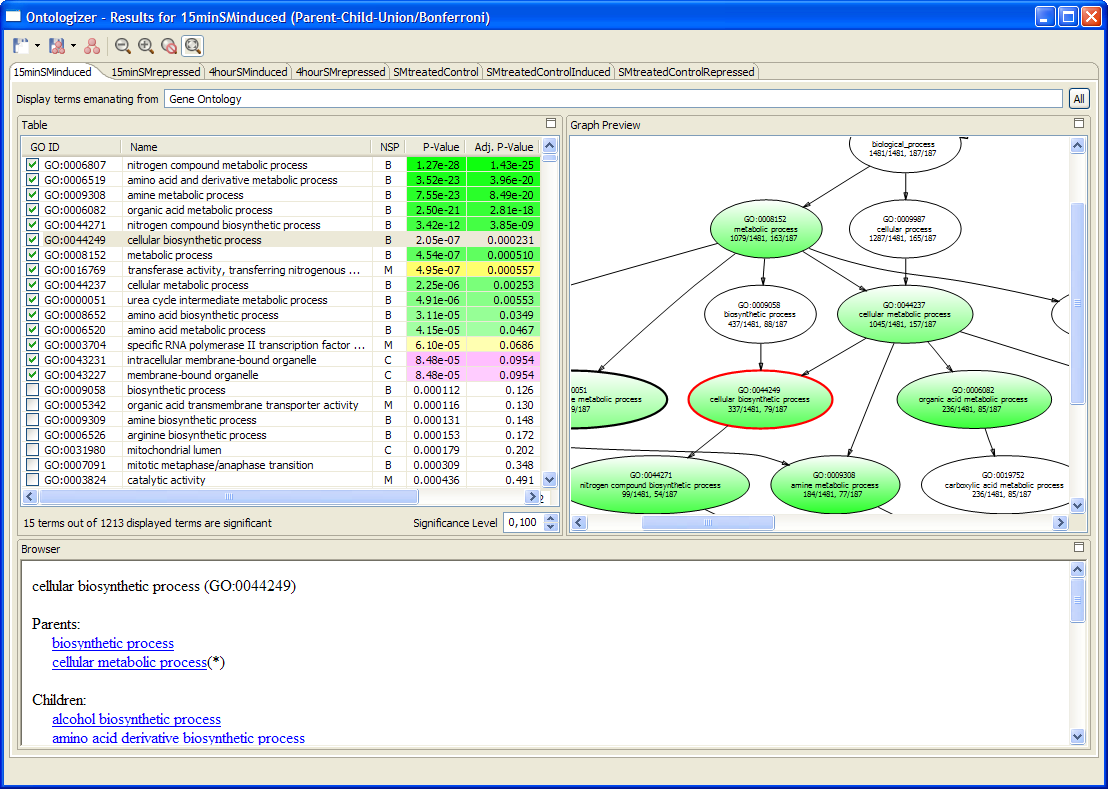 Ontologizer - Results for 15minSMinduced (Parent-Child-Union/Bonferroni)
15minSMinduced 15minSMrepressed 4hourSMinduced 4hourSMrepressed SMtreatedControl SMtreatedControlInduced SMtreatedControlRepressed
Display terms emanating from Gene Ontology All
Table
GO ID Name NSP P-Value Adj. P-Value
GO:0006807 nitrogen compound metabolic process B 1.27e-28 1.43e-25
GO:0006519 amino acid and derivative metabolic process B 3.52e-23 3.96e-20
GO:0009308 amine metabolic process B 7.55e-23 8.49e-20
GO:0006082 organic acid metabolic process B 2.50e-21 2.81e-18
GO:0044271 nitrogen compound biosynthetic process B 3.42e-12 3.85e-09
GO:0044249 cellular biosynthetic process B 2.05e-07 0.000231
GO:0008152 metabolic process B 4.54e-07 0.000510
GO:0016769 transferase activity, transferring nitrogenous ... M 4.95e-07 0.000557
GO:0044237 cellular metabolic process B 2.25e-06 0.00253
GO:0000051 urea cycle intermediate metabolic process B 4.91e-06 0.00553
GO:0008652 amino acid biosynthetic process B 3.11e-05 0.0349
GO:0006520 amino acid metabolic process B 4.15e-05 0.0467
GO:0003704 specific RNA polymerase II transcription factor ... M 6.10e-05 0.0686
GO:0043231 intracellular membrane-bound organelle C 8.48e-05 0.0954
GO:0043227 membrane-bound organelle C 8.48e-05 0.0954
GO:0009058 biosynthetic process B 0.000112 0.126
GO:0005342 organic acid transmembrane transporter activity M 0.000116 0.130
GO:0009309 amine biosynthetic process B 0.000131 0.148
GO:0006526 arginine biosynthetic process B 0.000153 0.172
GO:0031980 mitochondrial lumen C 0.000179 0.202
GO:0007091 mitotic metaphase/anaphase transition B 0.000309 0.348
GO:0003824 catalytic activity M 0.000436 0.491
15 terms out of 1213 displayed terms are significant
Significance Level 0,100
Graph Preview
biological_process
1481/1481, 187/187
GO:0008152
metabolic process
1079/1481, 163/187
GO:0009987
cellular process
1287/1481, 165/187
GO:0009058
biosynthetic process
437/1481, 88/187
GO:0044237
cellular metabolic process
1045/1481, 157/187
0051
e metabolic process
9/187
GO:0044249
cellular biosynthetic process
337/1481, 79/187
GO:0006082
organic acid metabolic process
236/1481, 85/187
GO:0044271
nitrogen compound biosynthetic process
99/1481, 54/187
GO:0009308
amine metabolic process
184/1481, 77/187
GO:0019752
carboxylic acid metabolic process
236/1481, 85/187
Browser
cellular biosynthetic process (GO:0044249)
Parents:
biosynthetic process
cellular metabolic process(*)
Children:
alcohol biosynthetic process
amino acid derivative biosynthetic process